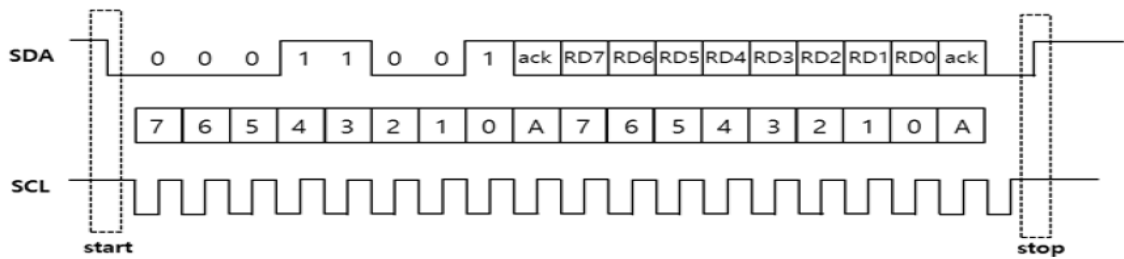 SDA 0 0 0 1 1 0 0 1 ack RD7 RD6 RD5 RD4 RD3 RD2 RD1 RD0 ack
7 6 5 4 3 2 1 0 A 7 6 5 4 3 2 1 0 A
SCL
start stop